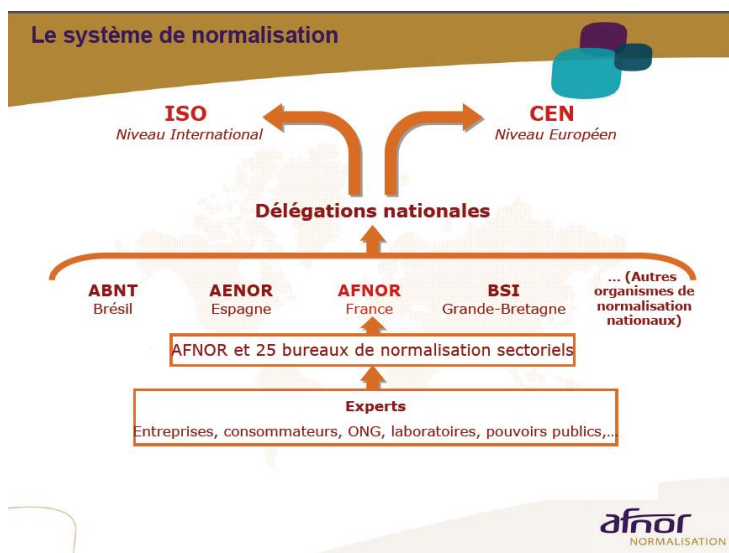 Le système de normalisation
ISO
Niveau International
CEN
Niveau Européen
Délégations nationales
ABNT
Brésil
AENOR
Espagne
AFNOR
France
BSI
Grande-Bretagne
... (Autres
organismes de
normalisation
nationaux)
AFNOR et 25 bureaux de normalisation sectoriels
Experts
Entreprises, consommateurs, ONG, laboratoires, pouvoirs publics,...
afnor
NORMALISATION